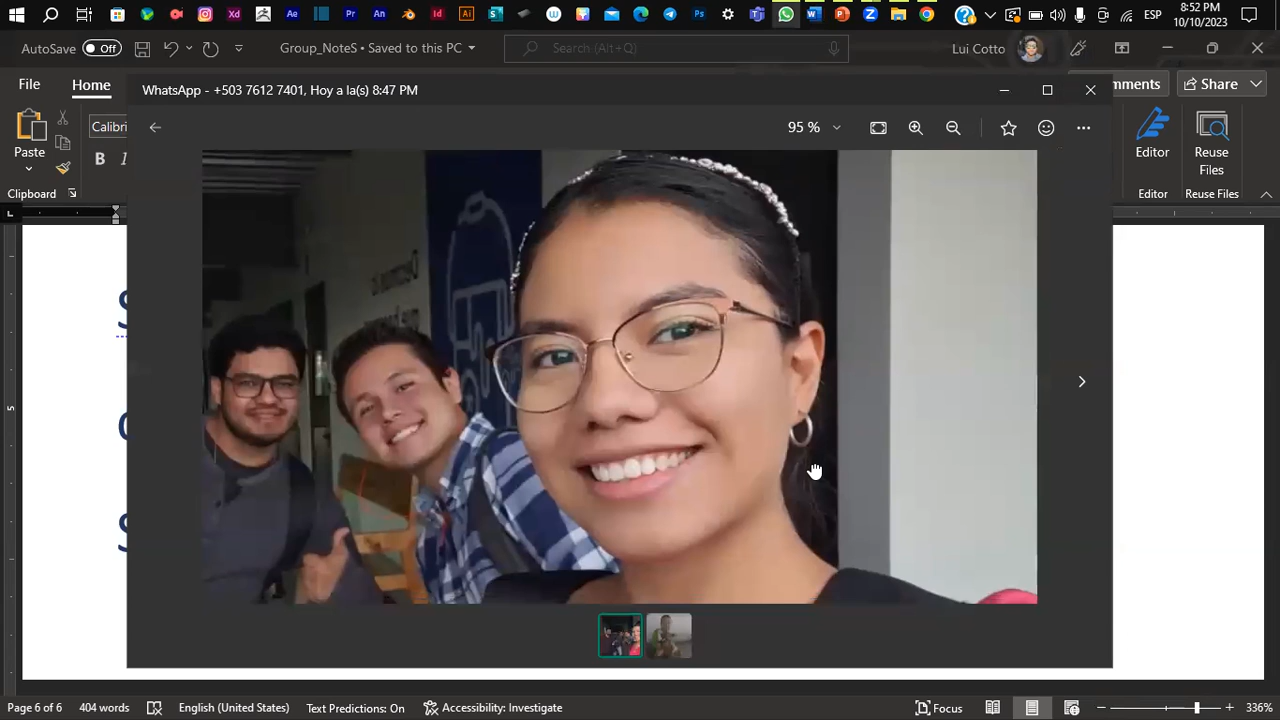 8:52 PM
ESP
10/10/2023
AutoSave Off
Group_NoteS • Saved to this PC
Search (Alt+Q)
Lui Cotto
File
Home
mments
Share
WhatsApp - +503 7612 7401, Hoy a la(s) 8:47 PM
95 %
Calibri
Paste
B I
Editor
Reuse
Files
Clipboard
Editor
Reuse Files
5
Page 6 of 6
404 words
English (United States)
Text Predictions: On
Accessibility: Investigate
Focus
336%